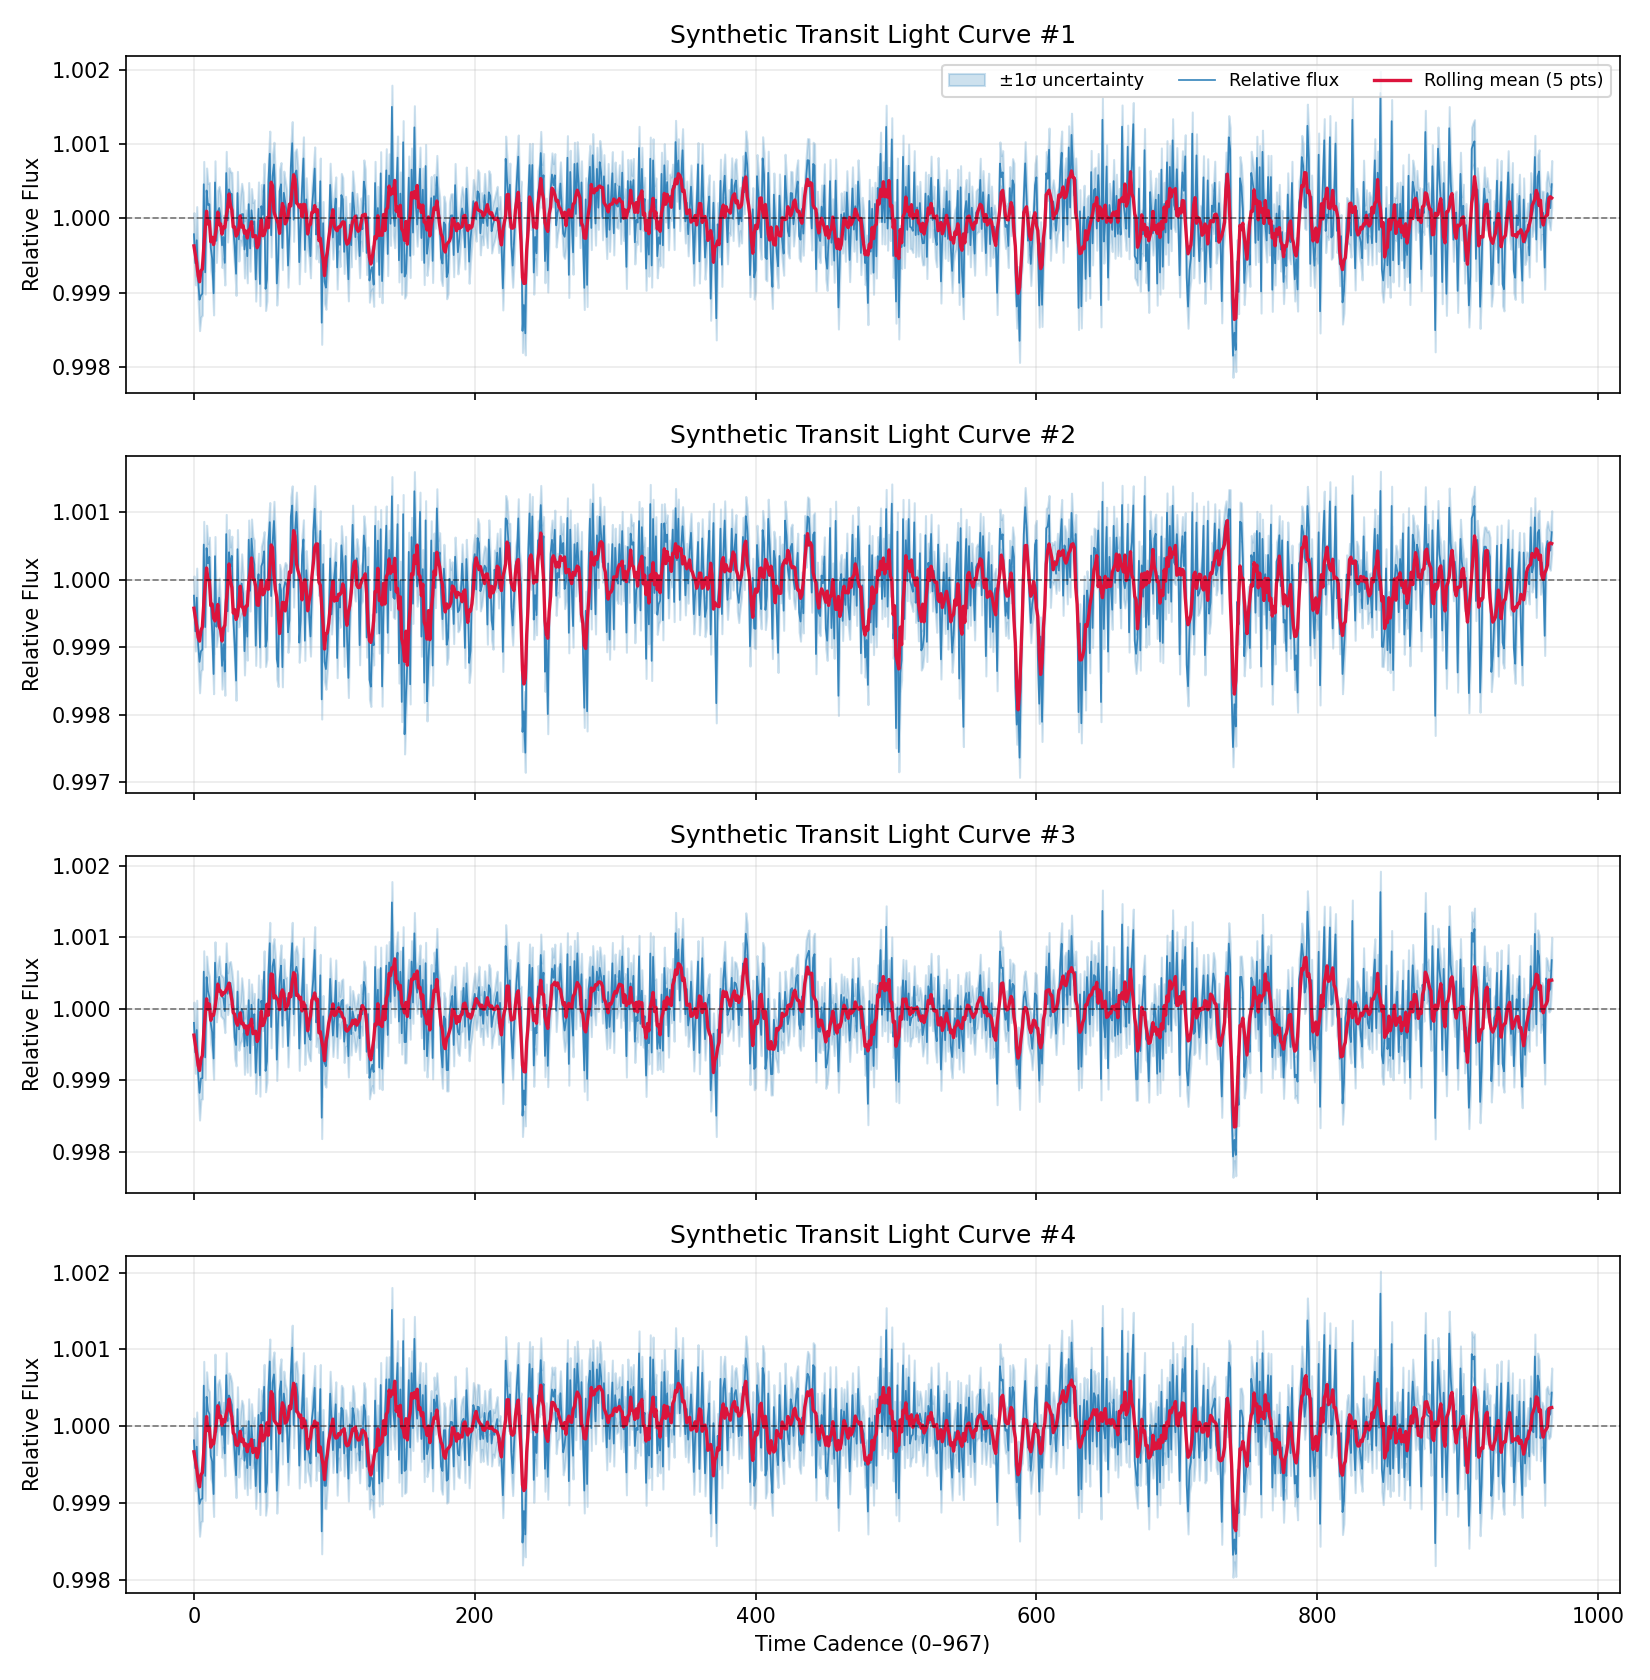 Synthetic Transit Light Curve #1
±1σ uncertainty Relative flux Rolling mean (5 pts)
Relative Flux
1.002
1.001
1.000
0.999
0.998
Synthetic Transit Light Curve #2
Relative Flux
1.001
1.000
0.999
0.998
0.997
Synthetic Transit Light Curve #3
Relative Flux
1.002
1.001
1.000
0.999
0.998
Synthetic Transit Light Curve #4
Relative Flux
1.002
1.001
1.000
0.999
0.998
0 200 400 600 800 1000
Time Cadence (0–967)